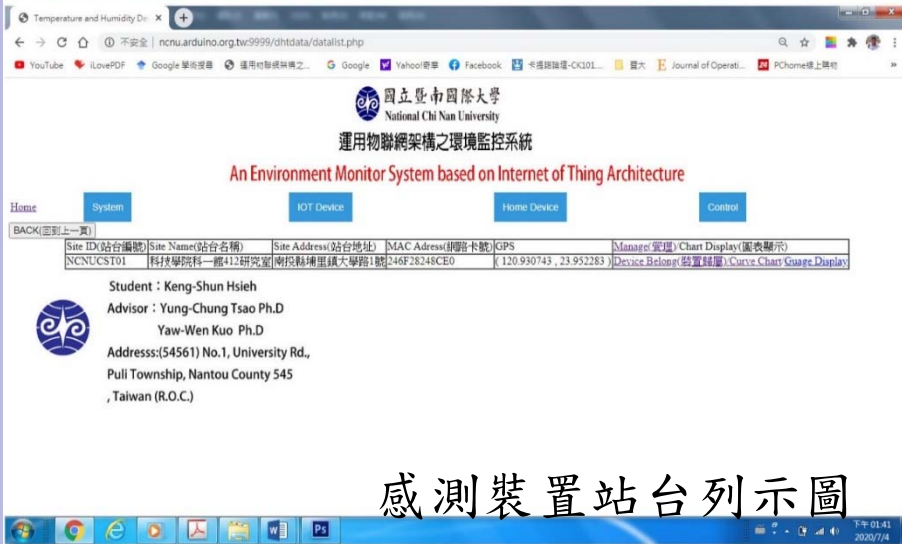 Temperature and Humidity De
不安全 | ncnu.arduino.org.tw:9999/dhtdata/datalist.php
YouTube iLovePDF Google 學術搜尋 運用物聯網架構之... Google Yahoo!奇摩 Facebook 卡提諾論壇-CK101... 暨大 Journal of Operati... PChome線上購物 »
國立暨南國際大學
National Chi Nan University
運用物聯網架構之環境監控系統
An Environment Monitor System based on Internet of Thing Architecture
Home System IOT Device Home Device Control
BACK(回到上一頁)
Site ID(站台編號) Site Name(站台名稱) Site Address(站台地址) MAC Adress(網路卡號) GPS Manage(管理)/Chart Display(圖表顯示)
NCNUCST01 科技學院科一館412研究室 南投縣埔里鎮大學路1號 246F28248CE0 ( 120.930743 , 23.952283 ) Device Belong(裝置歸屬)/Curve Chart/Guage Display
Student：Keng-Shun Hsieh
Advisor：Yung-Chung Tsao Ph.D
Yaw-Wen Kuo Ph.D
Addresss:(54561) No.1, University Rd.,
Puli Township, Nantou County 545
, Taiwan (R.O.C.)
感測裝置站台列示圖
下午 01:41
2020/7/4